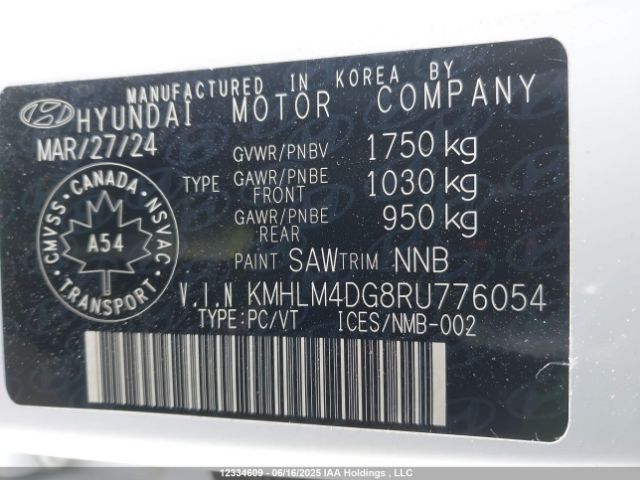 MANUFACTURED IN KOREA BY
HYUNDAI MOTOR COMPANY
MAR/27/24
GVWR/PNBV 1750 kg
TYPE GAWR/PNBE FRONT 1030 kg
GAWR/PNBE REAR 950 kg
PAINT SAW TRIM NNB
CANADA
CMVSS NSVAC
A54
TRANSPORT
V.I.N KMHLM4DG8RU776054
TYPE:PC/VT ICES/NMB-002
12334609 - 06/16/2025 IAA Holdings , LLC